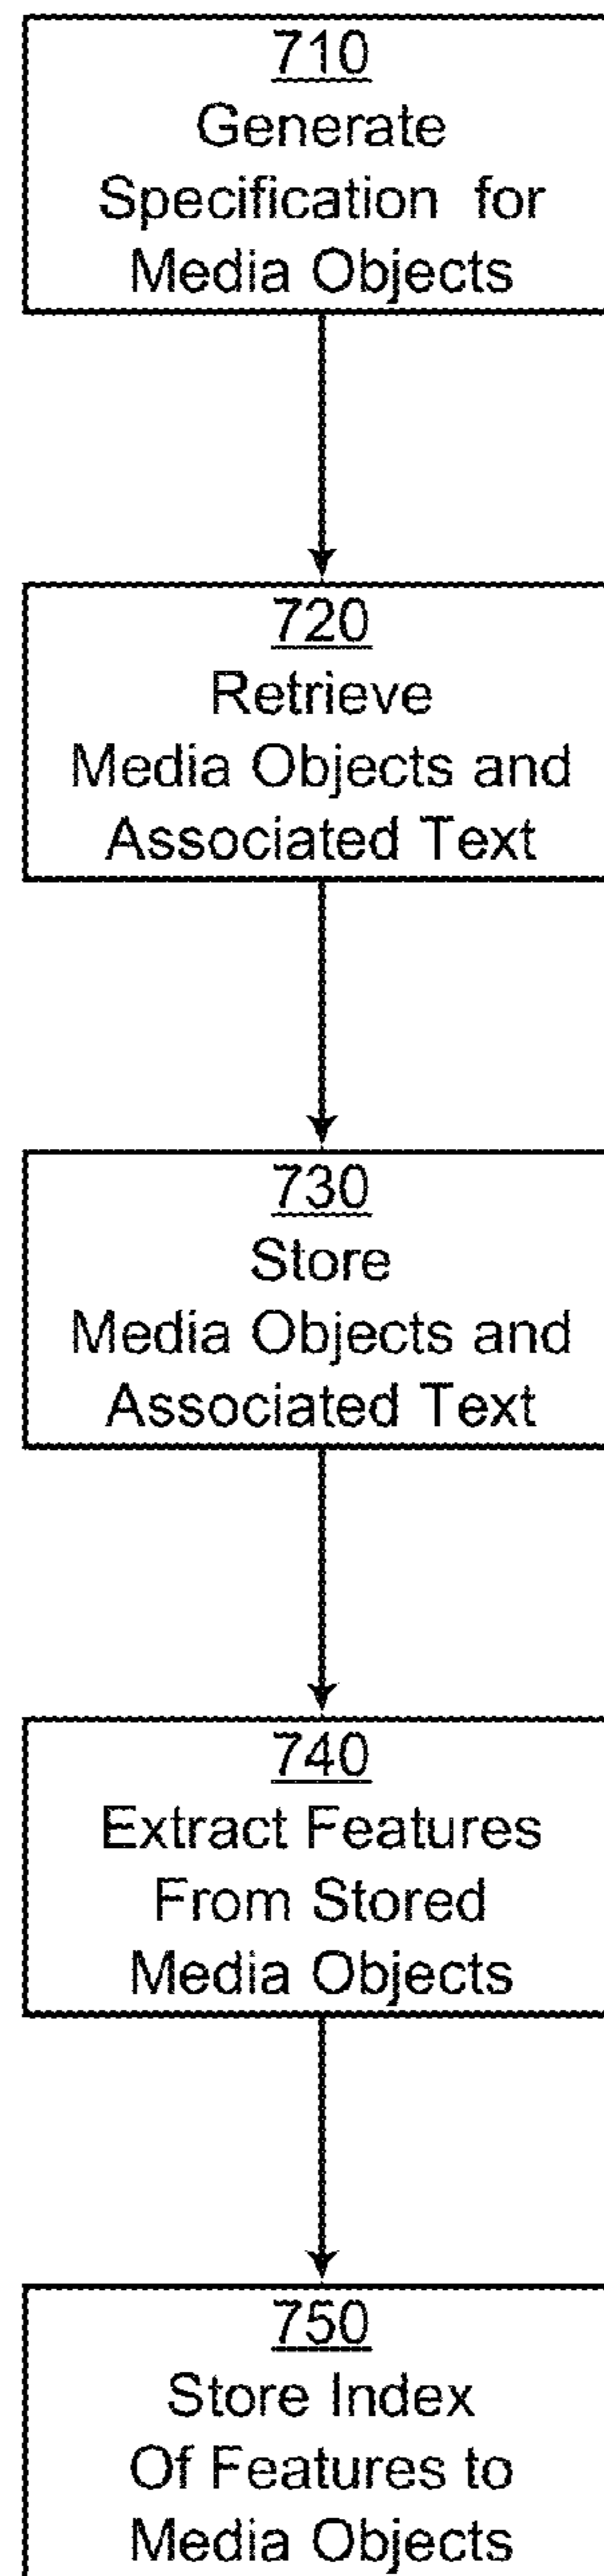 710
Generate
Specification for
Media Objects
720
Retrieve
Media Objects and
Associated Text
730
Store
Media Objects and
Associated Text
740
Extract Features
From Stored
Media Objects
750
Store Index
Of Features to
Media Objects